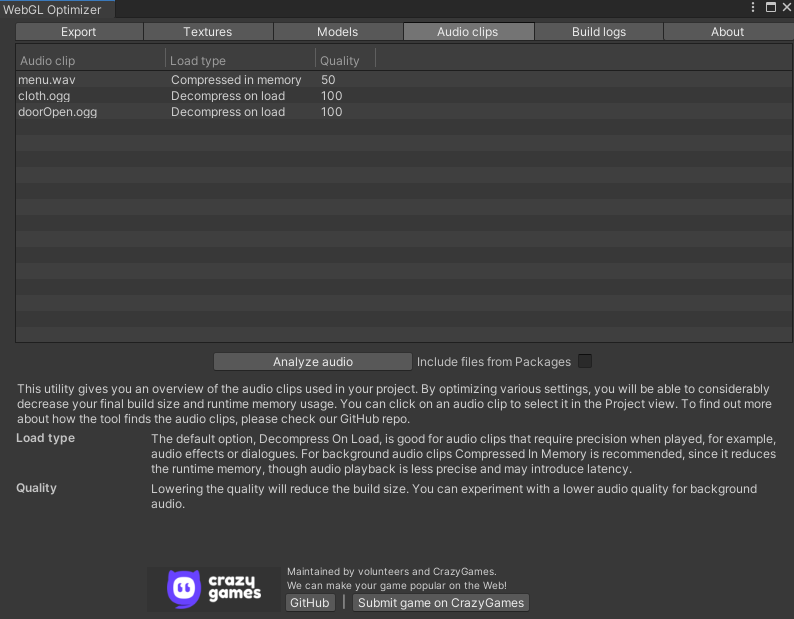 WebGL Optimizer
Export Textures Models Audio clips Build logs About
Audio clip Load type Quality
menu.wav Compressed in memory 50
cloth.ogg Decompress on load 100
doorOpen.ogg Decompress on load 100
Analyze audio Include files from Packages
This utility gives you an overview of the audio clips used in your project. By optimizing various settings, you will be able to considerably
decrease your final build size and runtime memory usage. You can click on an audio clip to select it in the Project view. To find out more
about how the tool finds the audio clips, please check our GitHub repo.
Load type The default option, Decompress On Load, is good for audio clips that require precision when played, for example,
audio effects or dialogues. For background audio clips Compressed In Memory is recommended, since it reduces
the runtime memory, though audio playback is less precise and may introduce latency.
Quality Lowering the quality will reduce the build size. You can experiment with a lower audio quality for background
audio.
crazy
games
Maintained by volunteers and CrazyGames.
We can make your game popular on the Web!
GitHub | Submit game on CrazyGames